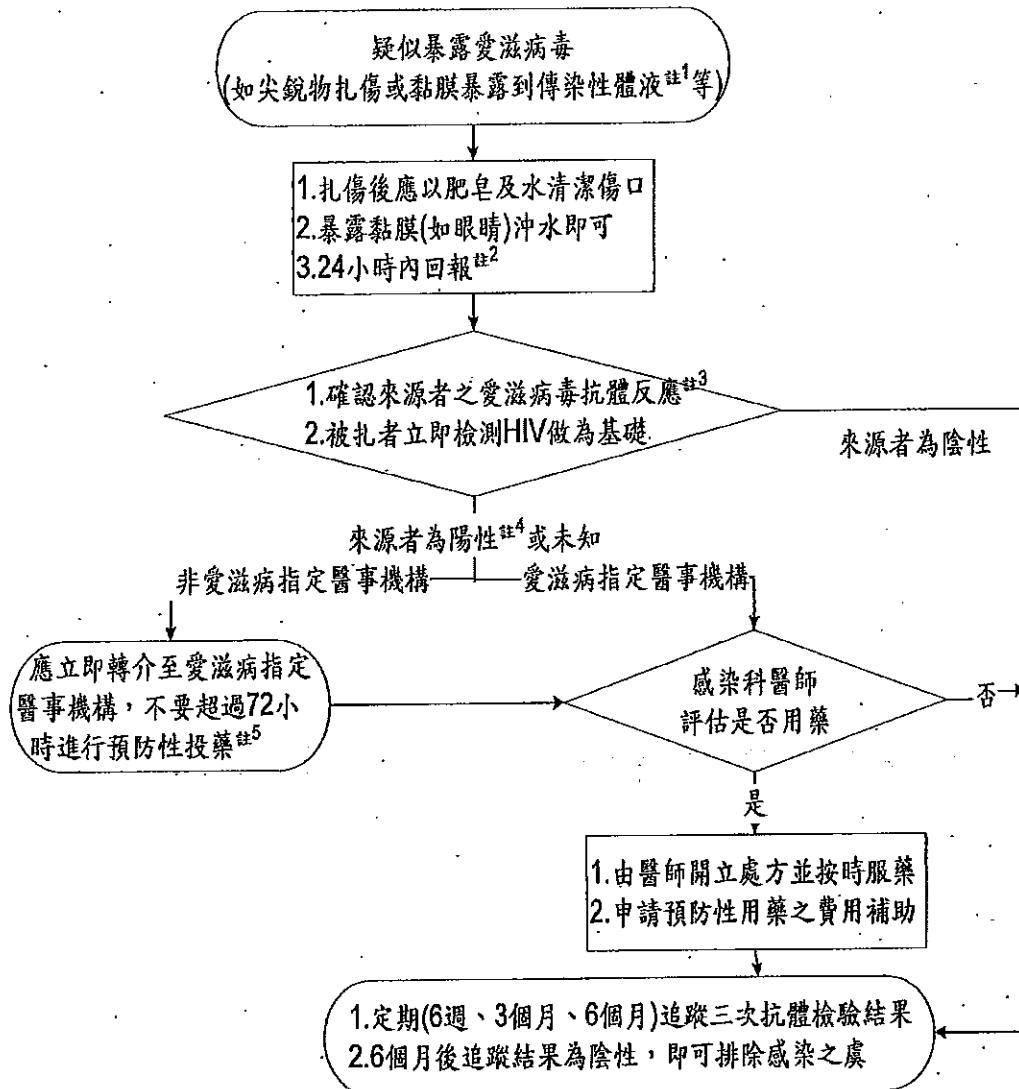 疑似暴露愛滋病毒
(如尖銳物扎傷或黏膜暴露到傳染性體液註1等)
1.扎傷後應以肥皂及水清潔傷口
2.暴露黏膜(如眼睛)沖水即可
3.24小時內回報註2
1.確認來源者之愛滋病毒抗體反應註3
2.被扎者立即檢測HIV做為基礎
來源者為陰性
來源者為陽性註4或未知
非愛滋病指定醫事機構
愛滋病指定醫事機構
應立即轉介至愛滋病指定
醫事機構，不要超過72小
時進行預防性投藥註5
感染科醫師
評估是否用藥
否
是
1.由醫師開立處方並按時服藥
2.申請預防性用藥之費用補助
1.定期(6週、3個月、6個月)追蹤三次抗體檢驗結果
2.6個月後追蹤結果為陰性，即可排除感染之虞